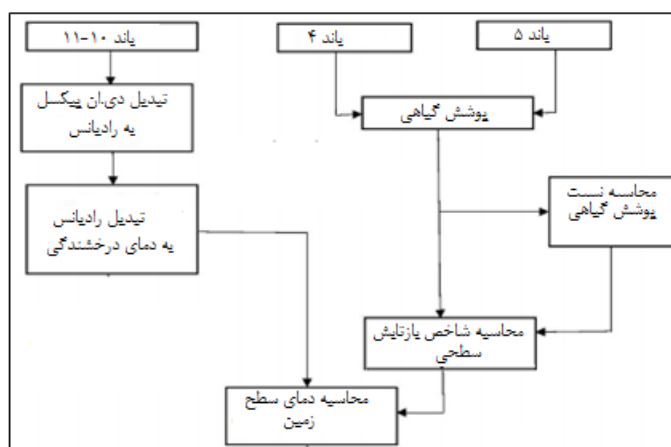 باند ۱۰-۱۱
باند ۴
باند ۵
تبدیل دی.ان پیکسل
به رادیانس
پوشش گیاهی
تبدیل رادیانس
به دمای درخشندگی
محاسبه نسبت
پوشش گیاهی
محاسبه شاخص بازتابش
سطحی
محاسبه دمای سطح
زمین